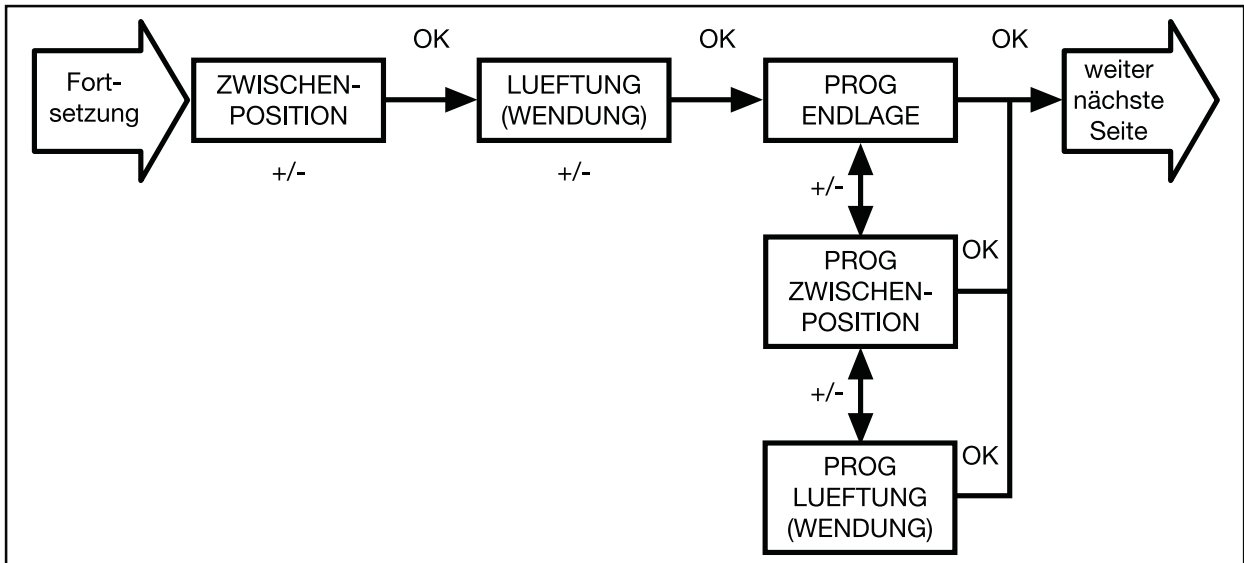 OK
OK
OK
Fort-
setzung
ZWISCHEN-
POSITION
LUEFTUNG
(WENDUNG)
PROG
ENDLAGE
weiter
nächste
Seite
+/-
+/-
+/-
PROG
ZWISCHEN-
POSITION
OK
+/-
PROG
LUEFTUNG
(WENDUNG)
OK